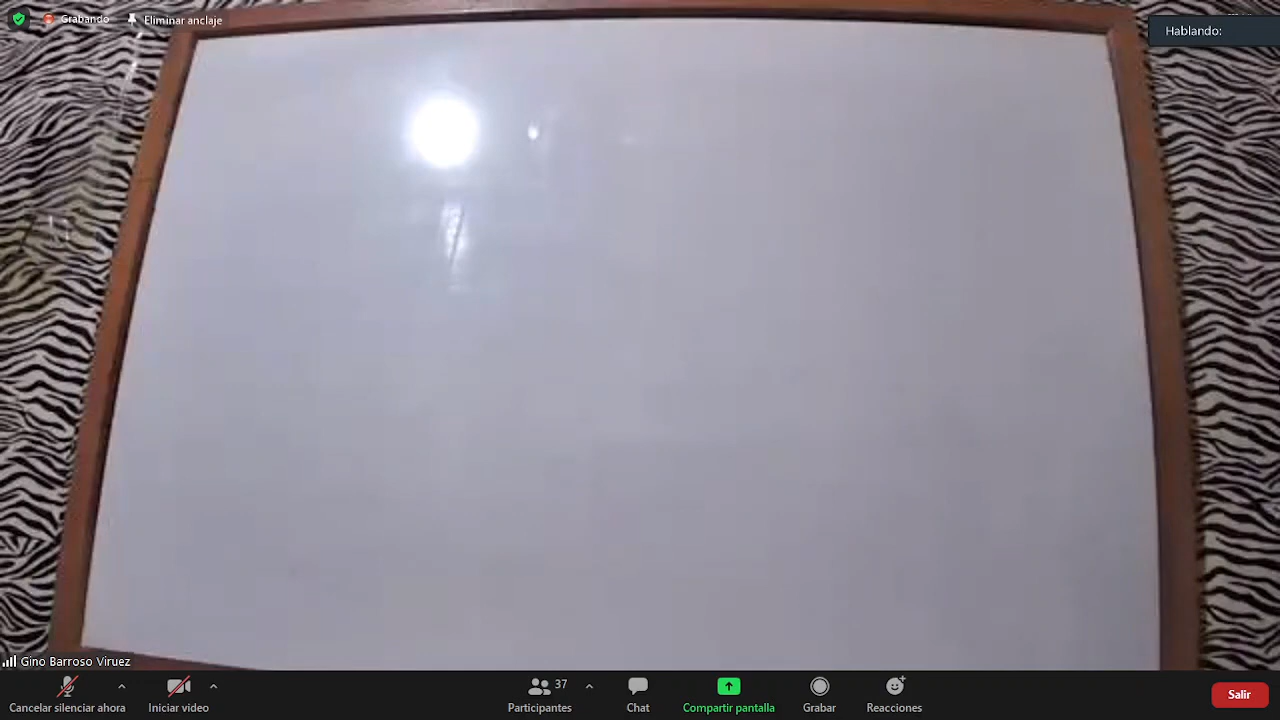 Grabando
Eliminar anclaje
Hablando:
Gino Barroso Viruez
Cancelar silenciar ahora
Iniciar video
37
Participantes
Chat
Compartir pantalla
Grabar
Reacciones
Salir